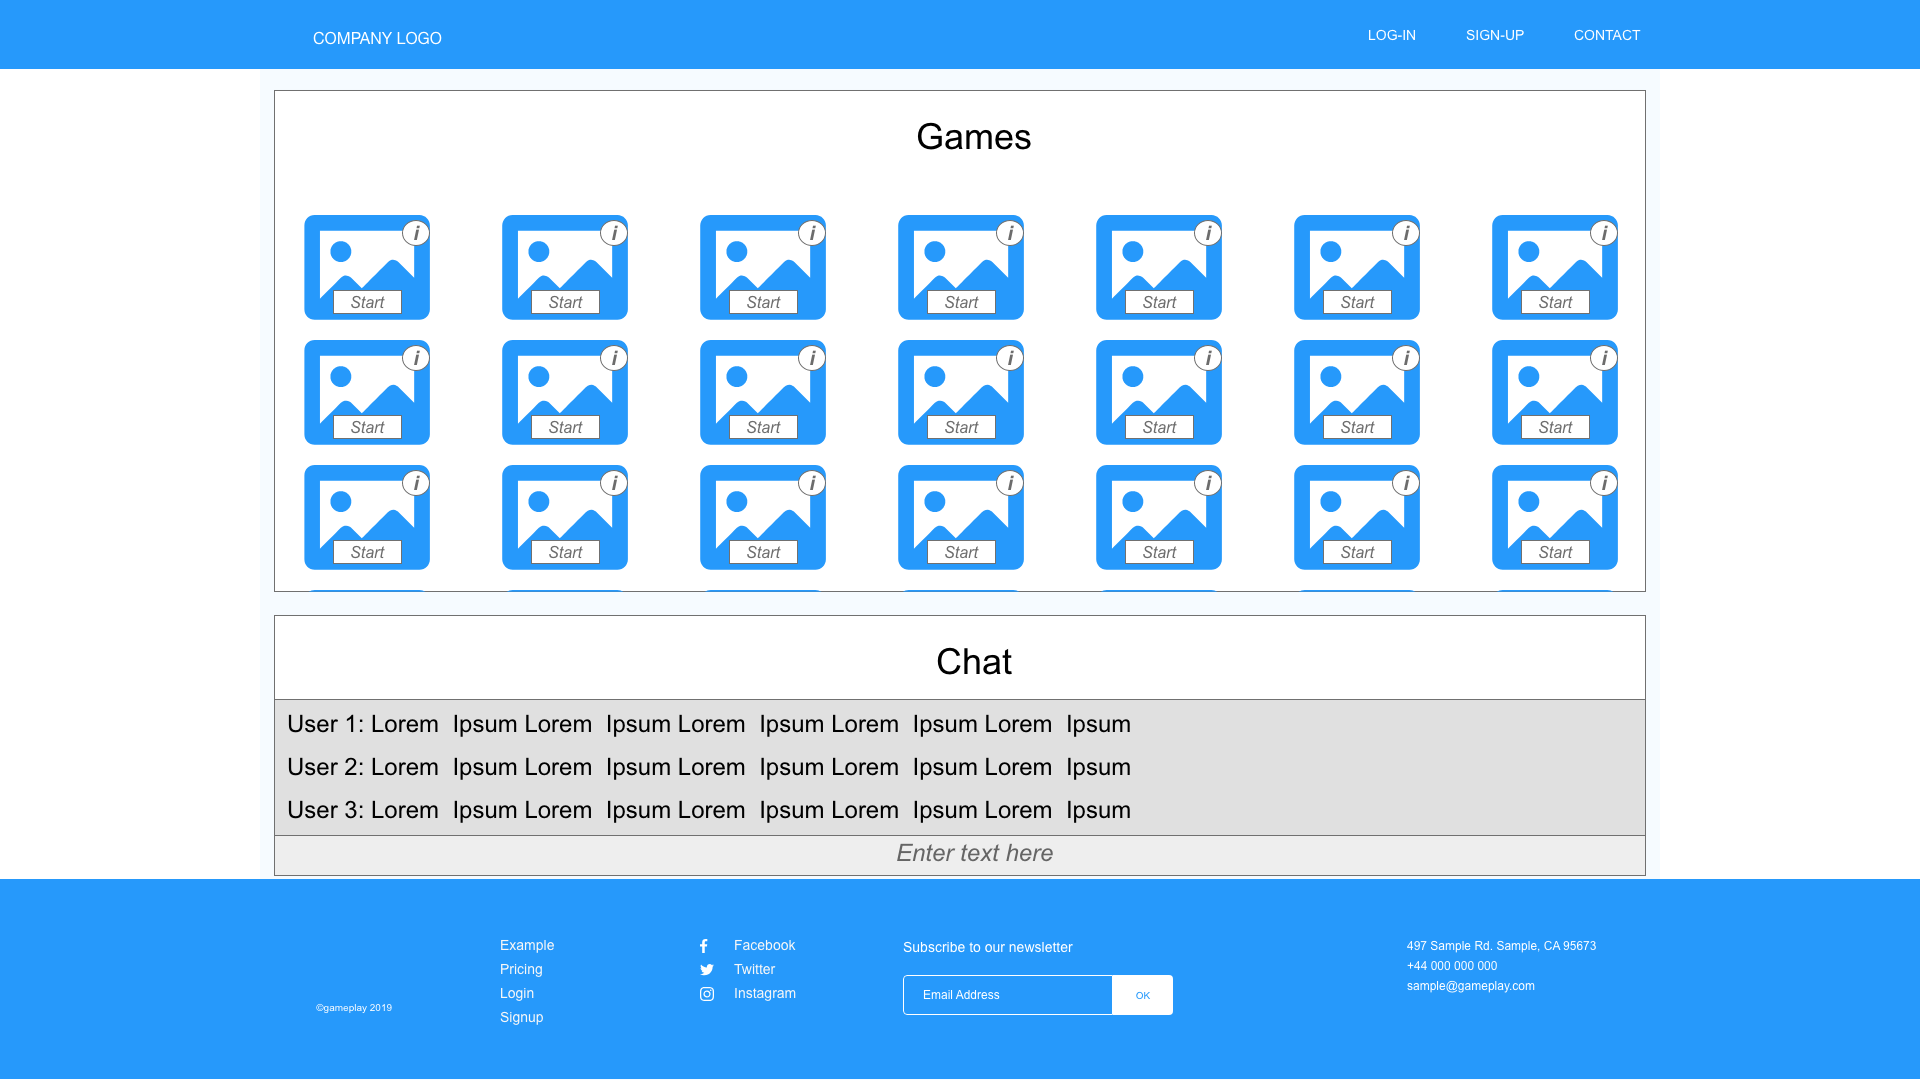 COMPANY LOGO
LOG-IN SIGN-UP CONTACT
Games
i i i i i i i
Start Start Start Start Start Start Start
i i i i i i i
Start Start Start Start Start Start Start
i i i i i i i
Start Start Start Start Start Start Start
Chat
User 1: Lorem  Ipsum Lorem  Ipsum Lorem  Ipsum Lorem  Ipsum Lorem  Ipsum
User 2: Lorem  Ipsum Lorem  Ipsum Lorem  Ipsum Lorem  Ipsum Lorem  Ipsum
User 3: Lorem  Ipsum Lorem  Ipsum Lorem  Ipsum Lorem  Ipsum Lorem  Ipsum
Enter text here
©gameplay 2019
Example
Pricing
Login
Signup
Facebook
Twitter
Instagram
Subscribe to our newsletter
Email Address OK
497 Sample Rd. Sample, CA 95673
+44 000 000 000
sample@gameplay.com